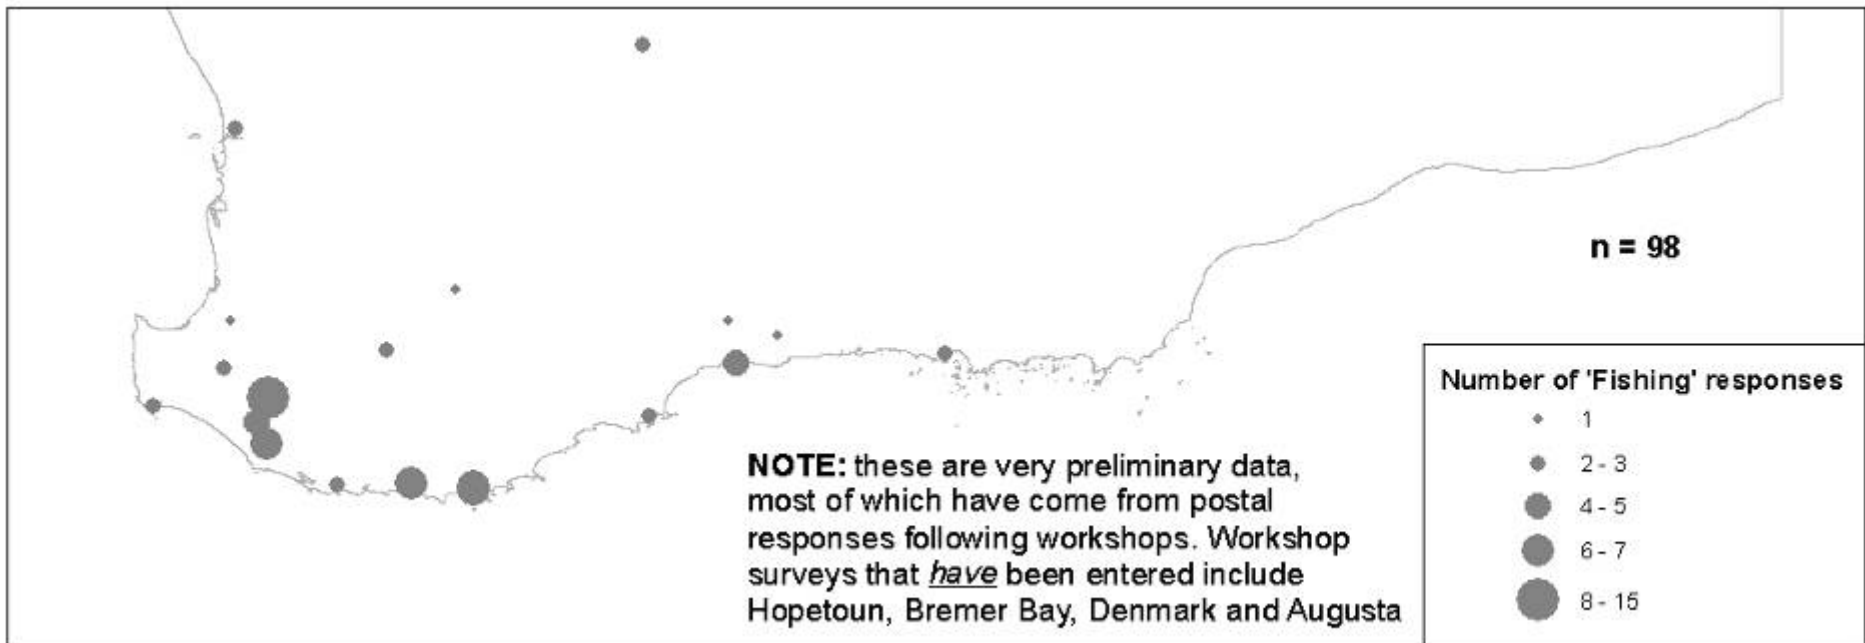 n = 98
Number of 'Fishing' responses
1
2 - 3
4 - 5
6 - 7
8 - 15
NOTE: these are very preliminary data,
most of which have come from postal
responses following workshops. Workshop
surveys that have been entered include
Hopetoun, Bremer Bay, Denmark and Augusta